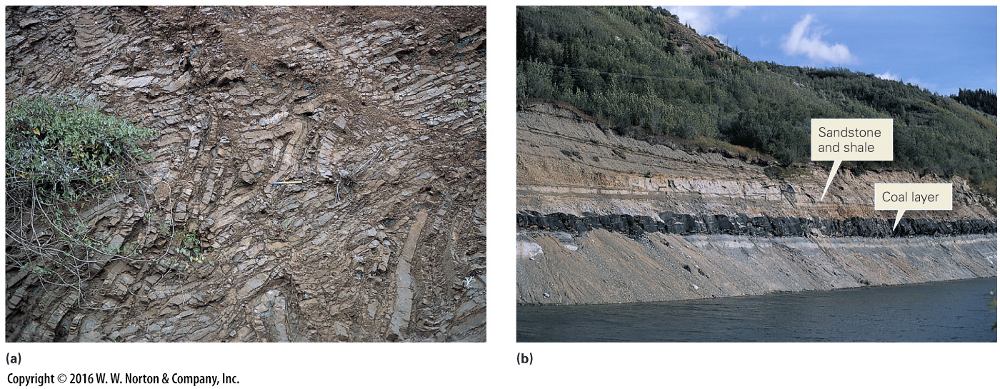 Sandstone
and shale
Coal layer
(a)
(b)
Copyright © 2016 W. W. Norton & Company, Inc.